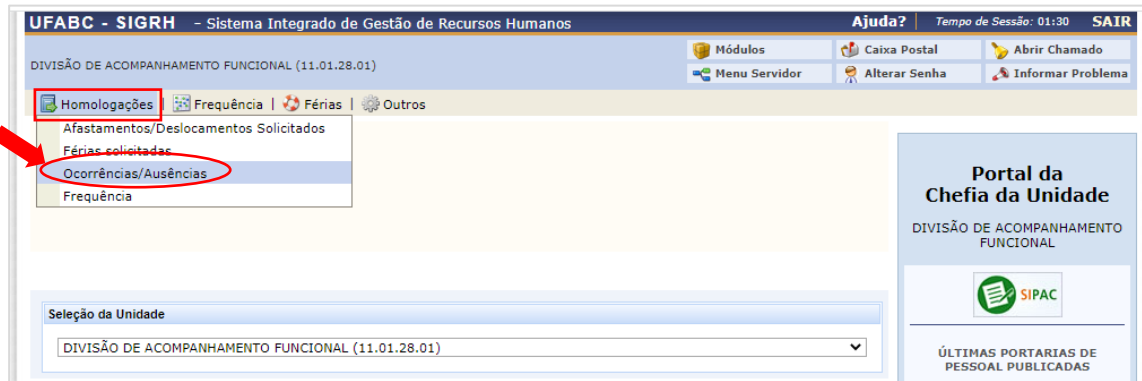 UFABC - SIGRH - Sistema Integrado de Gestão de Recursos Humanos Ajuda? Tempo de Sessão: 01:30 SAIR
DIVISÃO DE ACOMPANHAMENTO FUNCIONAL (11.01.28.01)
Módulos Caixa Postal Abrir Chamado
Menu Servidor Alterar Senha Informar Problema
Homologações | Frequência | Férias | Outros
Afastamentos/Deslocamentos Solicitados
Férias solicitadas
Ocorrências/Ausências
Frequência
Seleção da Unidade
DIVISÃO DE ACOMPANHAMENTO FUNCIONAL (11.01.28.01)
Portal da
Chefia da Unidade
DIVISÃO DE ACOMPANHAMENTO
FUNCIONAL
SIPAC
ÚLTIMAS PORTARIAS DE
PESSOAL PUBLICADAS